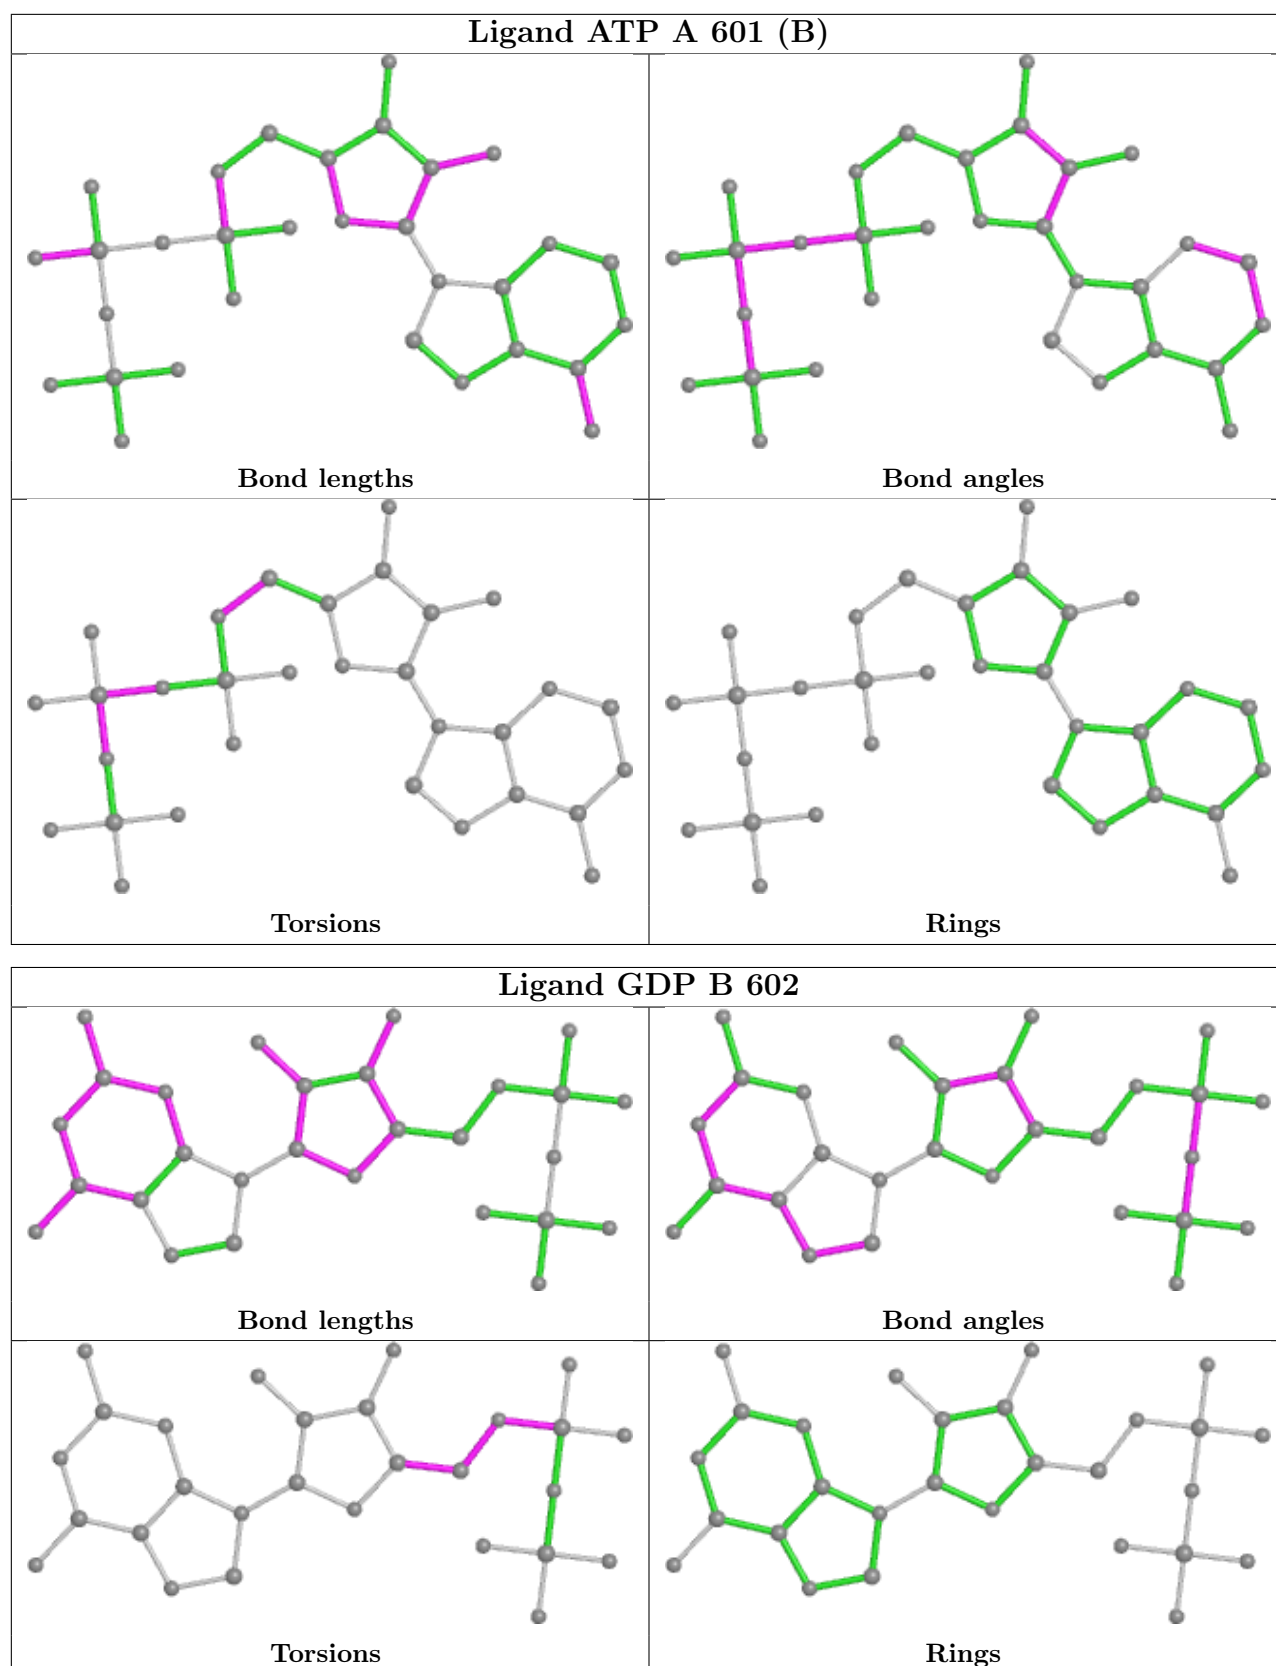 Ligand ATP A 601 (B)
Bond lengths
Bond angles
Torsions
Rings
Ligand GDP B 602
Bond lengths
Bond angles
Torsions
Rings